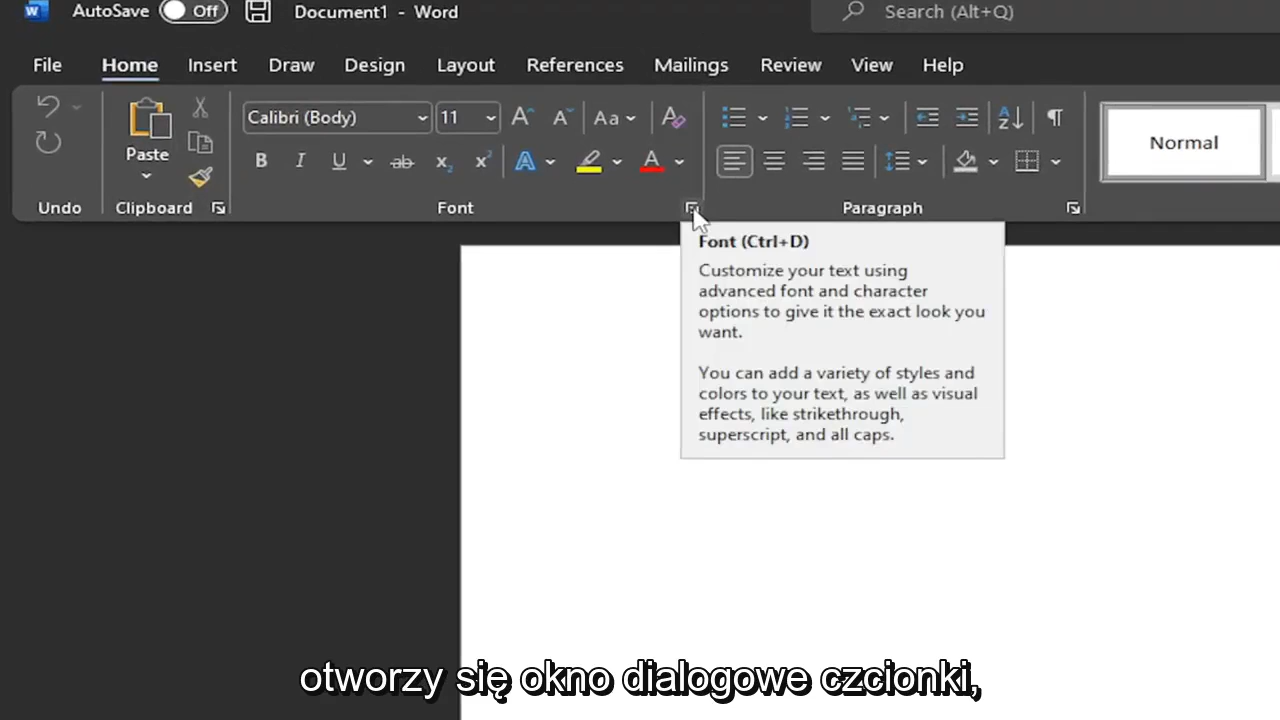 AutoSave Off Document1 - Word Search (Alt+Q)
File Home Insert Draw Design Layout References Mailings Review View Help
Calibri (Body) 11 Aa
Paste B I U ab x₂ x² A A Normal
Undo Clipboard Font Paragraph
Font (Ctrl+D)
Customize your text using
advanced font and character
options to give it the exact look you
want.
You can add a variety of styles and
colors to your text, as well as visual
effects, like strikethrough,
superscript, and all caps.
otworzy się okno dialogowe czcionki,